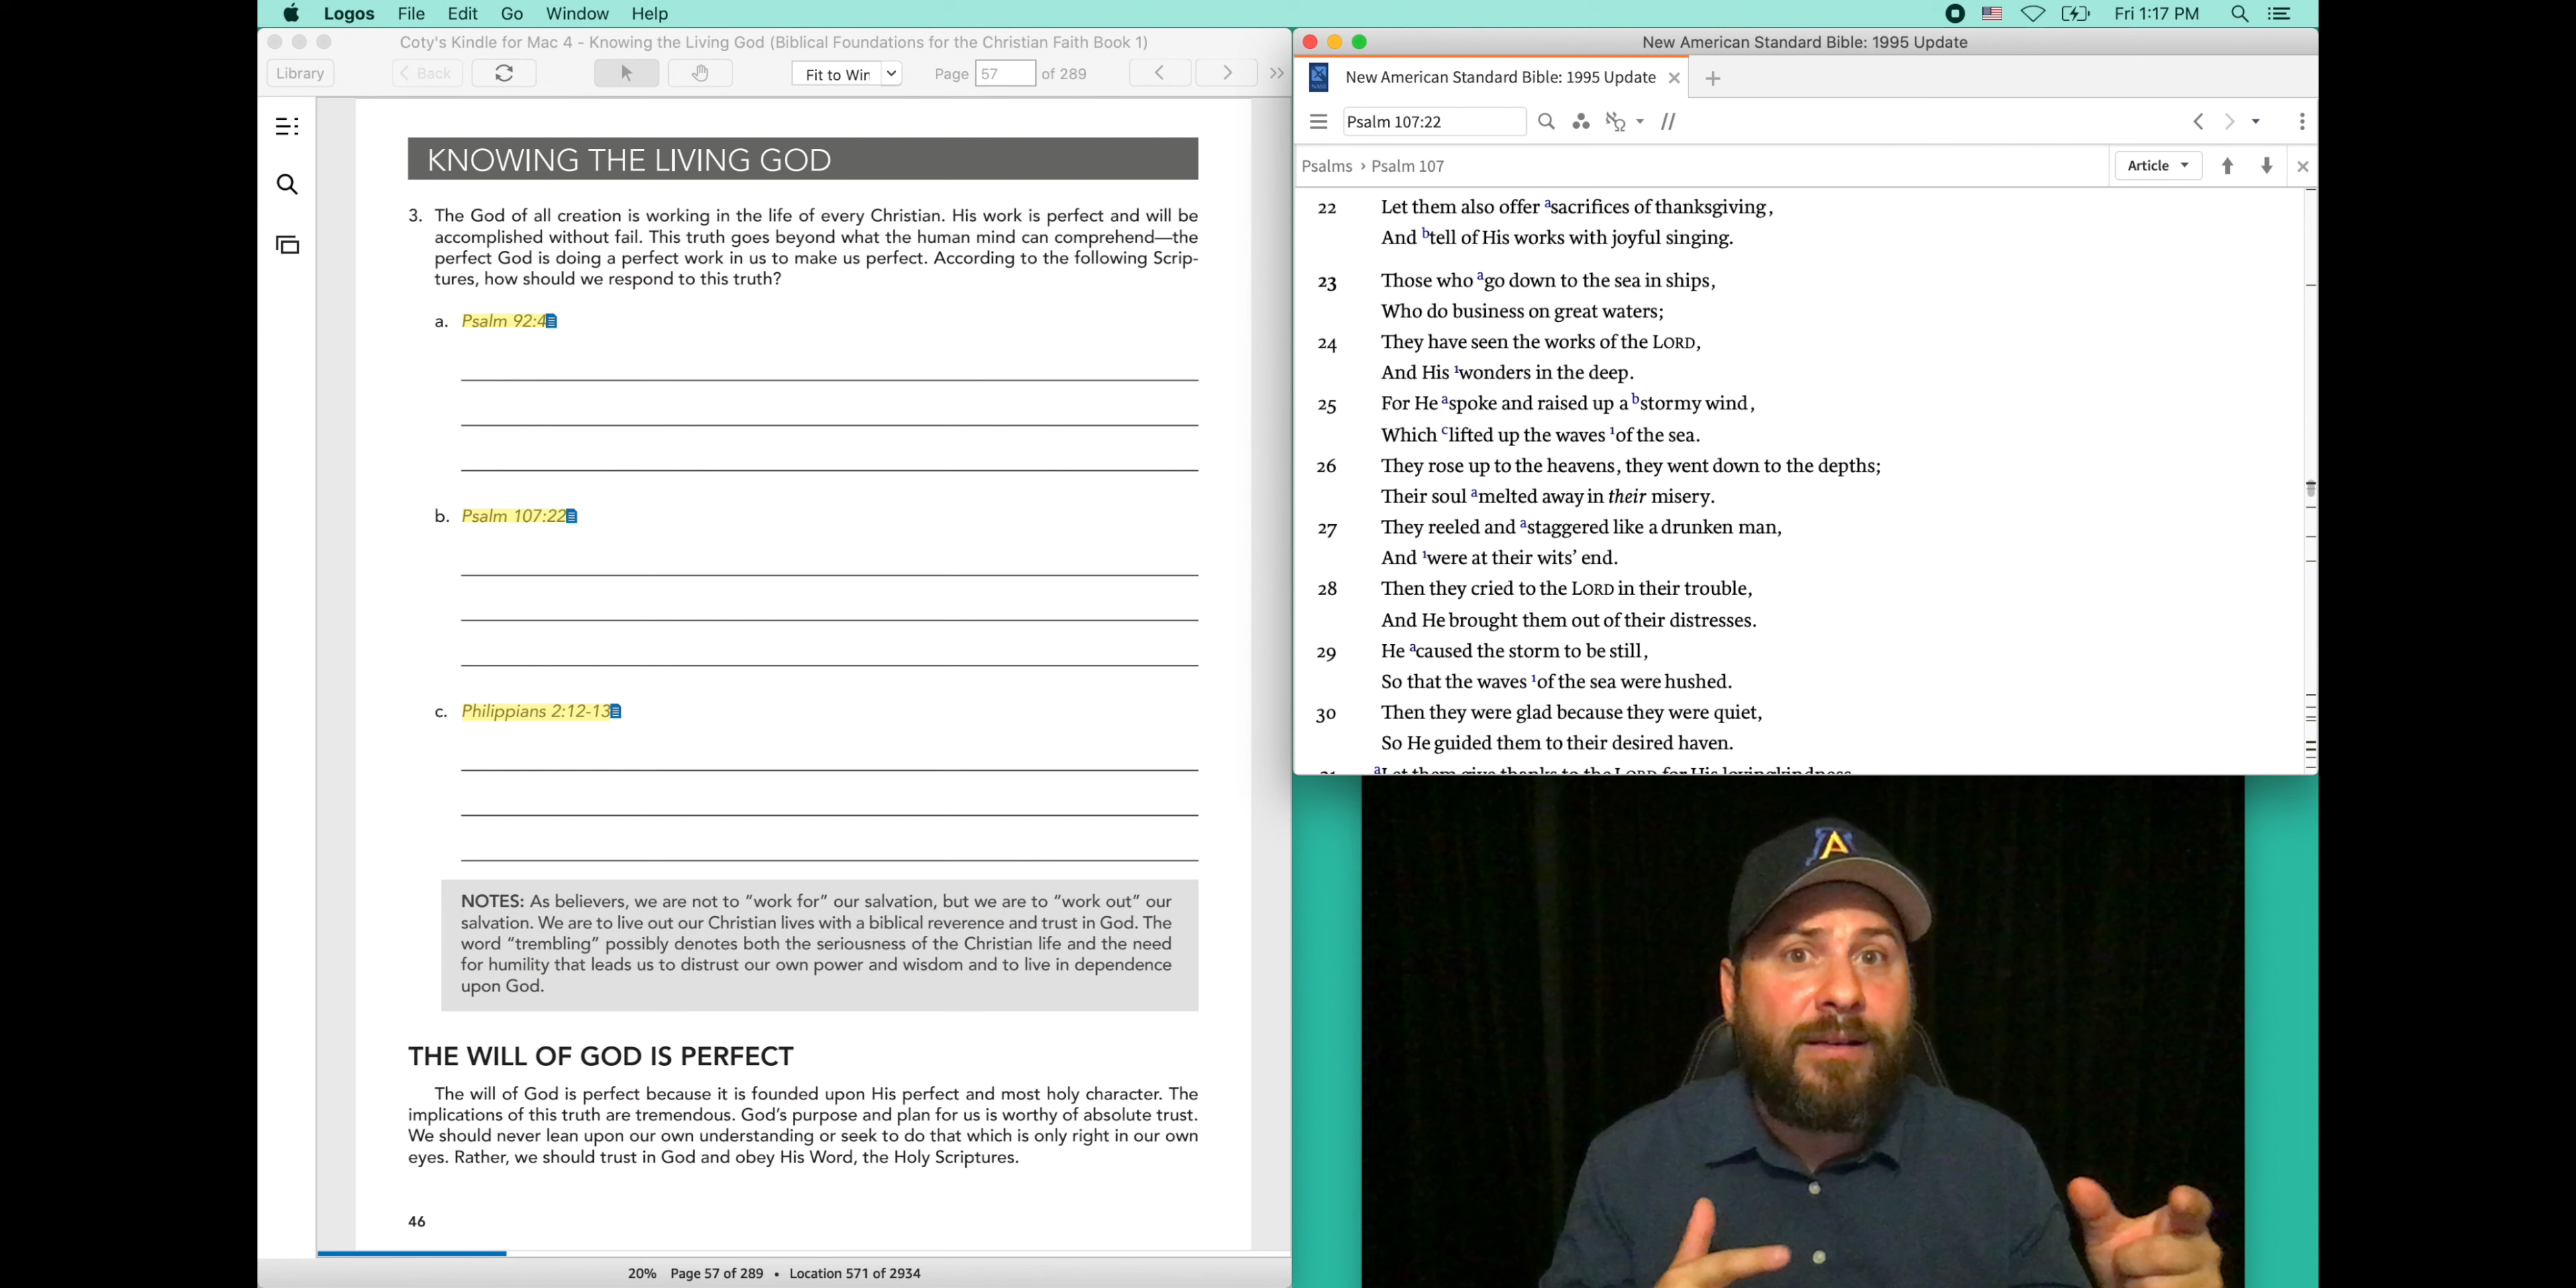 Logos File Edit Go Window Help
Fri 1:17 PM
Coty's Kindle for Mac 4 - Knowing the Living God (Biblical Foundations for the Christian Faith Book 1)
Library
Back
Fit to Win
Page 57 of 289
KNOWING THE LIVING GOD
3. The God of all creation is working in the life of every Christian. His work is perfect and will be
accomplished without fail. This truth goes beyond what the human mind can comprehend—the
perfect God is doing a perfect work in us to make us perfect. According to the following Scrip-
tures, how should we respond to this truth?
a. Psalm 92:4
b. Psalm 107:22
c. Philippians 2:12-13
NOTES: As believers, we are not to “work for” our salvation, but we are to “work out” our
salvation. We are to live out our Christian lives with a biblical reverence and trust in God. The
word “trembling” possibly denotes both the seriousness of the Christian life and the need
for humility that leads us to distrust our own power and wisdom and to live in dependence
upon God.
THE WILL OF GOD IS PERFECT
The will of God is perfect because it is founded upon His perfect and most holy character. The
implications of this truth are tremendous. God’s purpose and plan for us is worthy of absolute trust.
We should never lean upon our own understanding or seek to do that which is only right in our own
eyes. Rather, we should trust in God and obey His Word, the Holy Scriptures.
46
20% Page 57 of 289 • Location 571 of 2934
New American Standard Bible: 1995 Update
New American Standard Bible: 1995 Update
Psalm 107:22
Psalms › Psalm 107
Article
22 Let them also offer ᵃsacrifices of thanksgiving,
And ᵇtell of His works with joyful singing.
23 Those who ᵃgo down to the sea in ships,
Who do business on great waters;
24 They have seen the works of the LORD,
And His ¹wonders in the deep.
25 For He ᵃspoke and raised up a ᵇstormy wind,
Which ᶜlifted up the waves ¹of the sea.
26 They rose up to the heavens, they went down to the depths;
Their soul ᵃmelted away in their misery.
27 They reeled and ᵃstaggered like a drunken man,
And ¹were at their wits’ end.
28 Then they cried to the LORD in their trouble,
And He brought them out of their distresses.
29 He ᵃcaused the storm to be still,
So that the waves ¹of the sea were hushed.
30 Then they were glad because they were quiet,
So He guided them to their desired haven.
31 ᵃLet them give thanks to the LORD for His lovingkindness
A